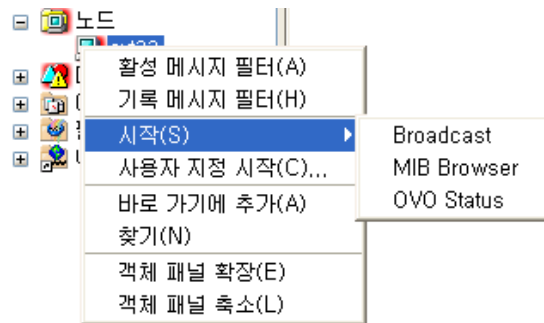 노드
활성 메시지 필터(A)
기록 메시지 필터(H)
시작(S)
사용자 지정 시작(C)...
바로 가기에 추가(A)
찾기(N)
객체 패널 확장(E)
객체 패널 축소(L)
Broadcast
MIB Browser
OVO Status